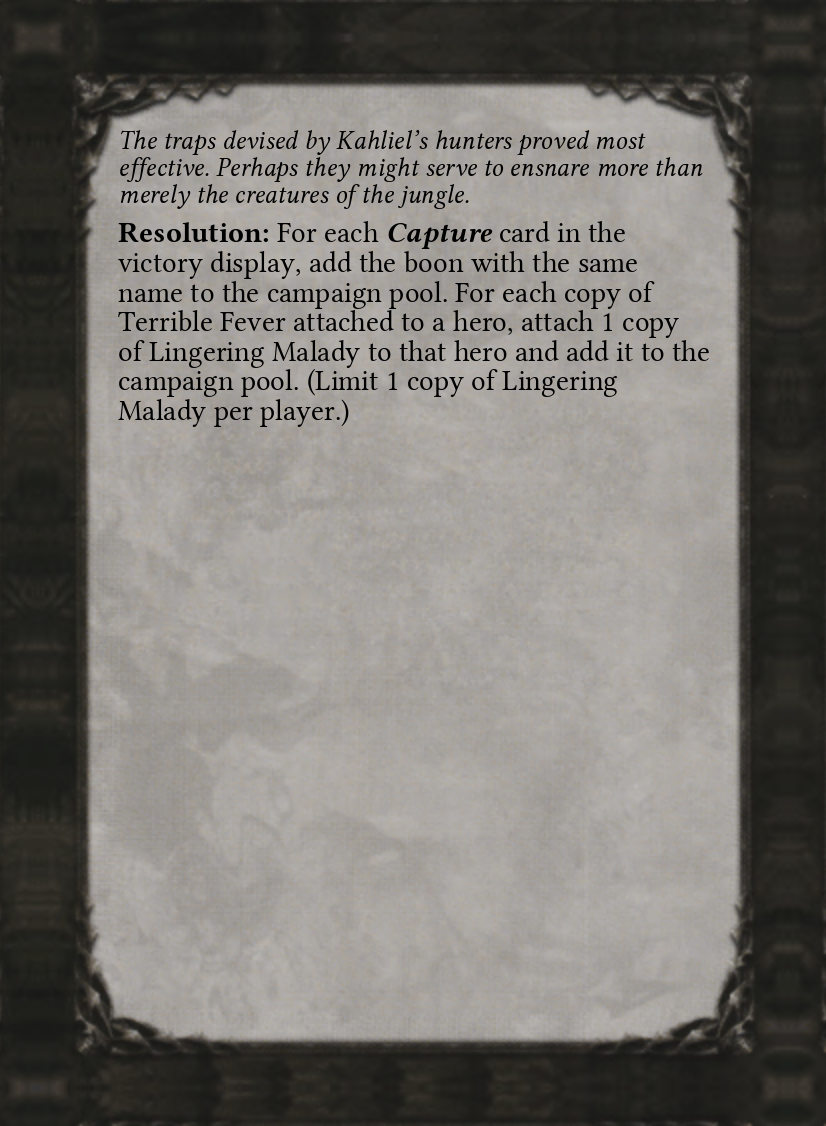 The traps devised by Kahliel’s hunters proved most
effective. Perhaps they might serve to ensnare more than
merely the creatures of the jungle.
Resolution: For each Capture card in the
victory display, add the boon with the same
name to the campaign pool. For each copy of
Terrible Fever attached to a hero, attach 1 copy
of Lingering Malady to that hero and add it to the
campaign pool. (Limit 1 copy of Lingering
Malady per player.)